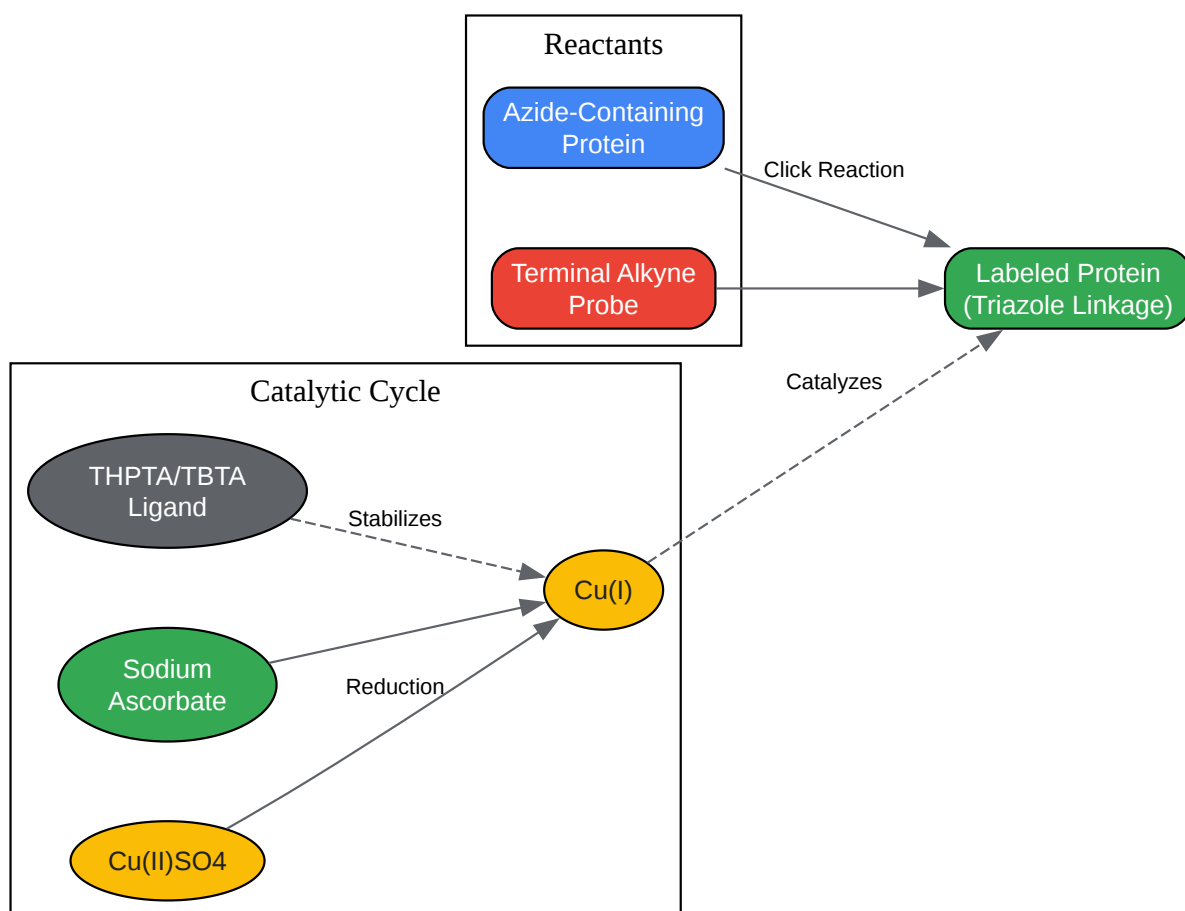 Reactants
Azide-Containing
Protein
Click Reaction
Terminal Alkyne
Probe
Labeled Protein
(Triazole Linkage)
Catalytic Cycle
Catalyzes
THPTA/TBTA
Ligand
Stabilizes
Cu(I)
Sodium
Ascorbate
Reduction
Cu(II)SO4